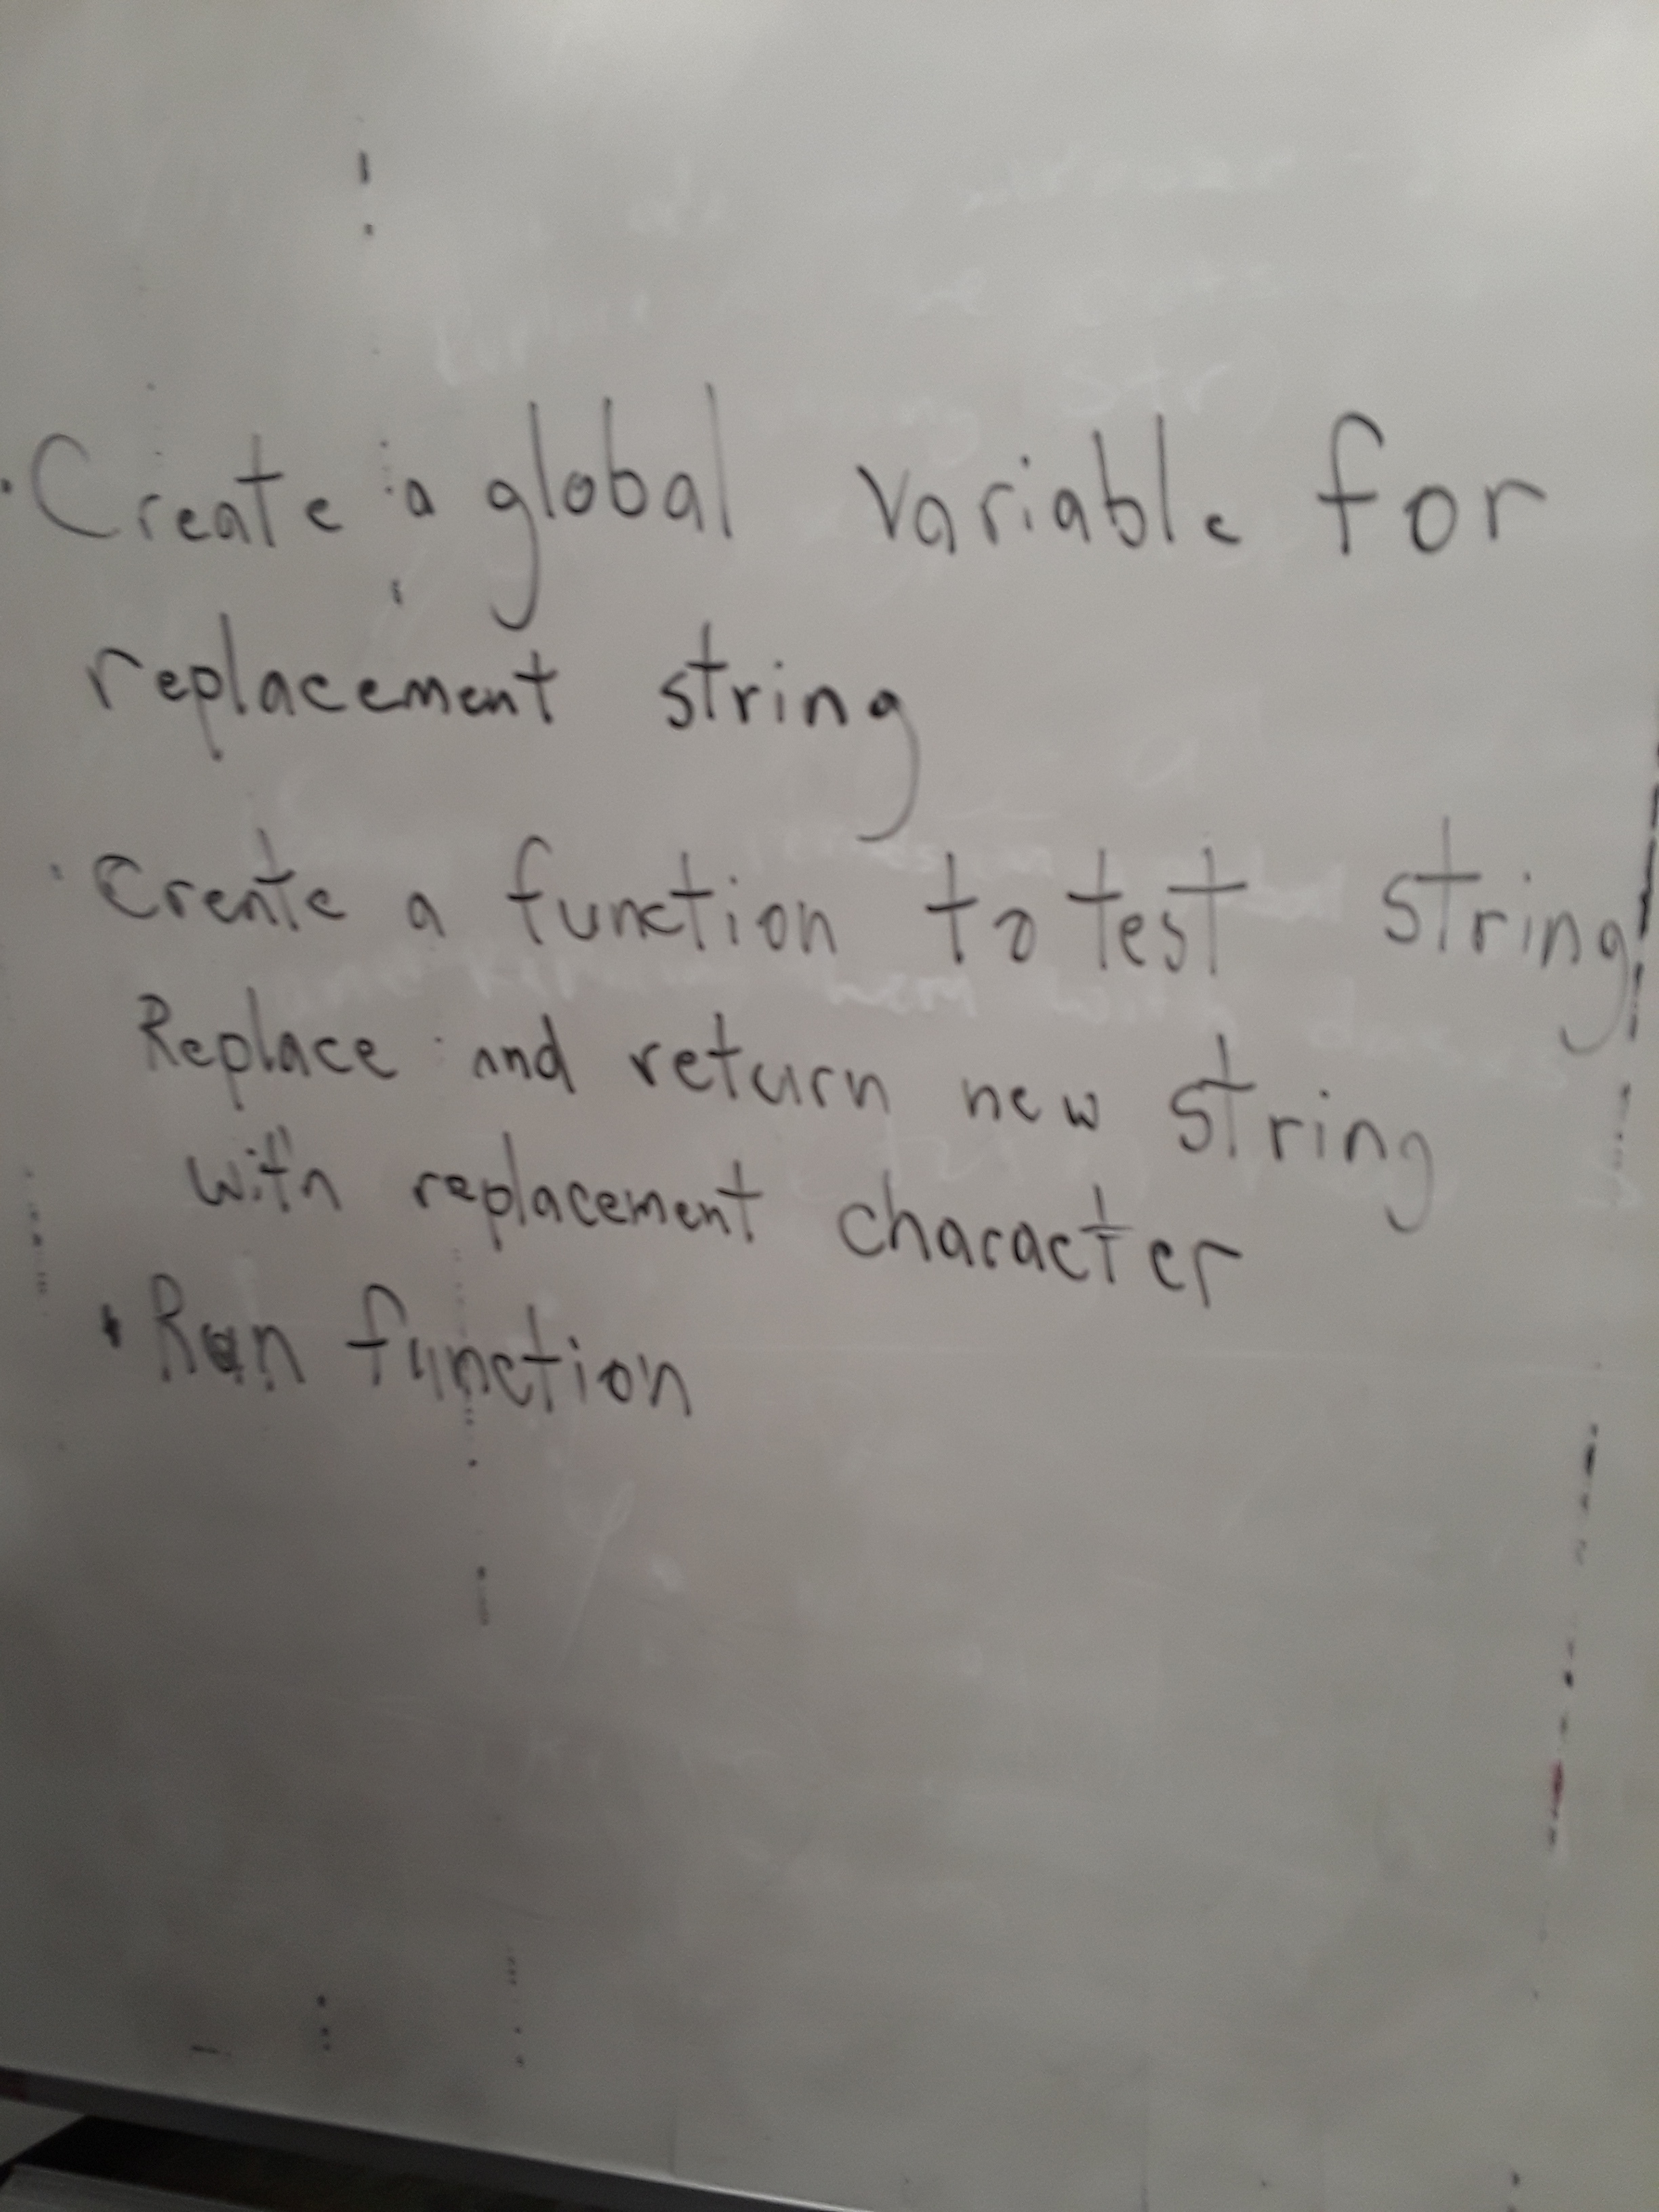 · Create a global variable for
replacement string
· Create a function to test string
Replace and return new string
with replacement character
· Run function